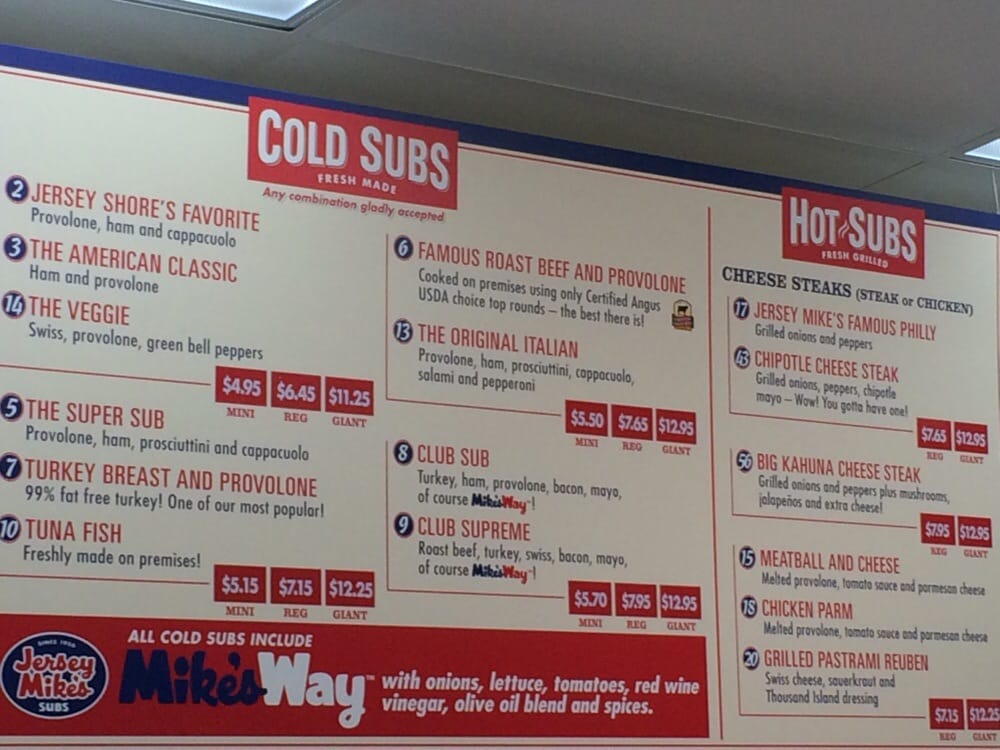 COLD SUBS
FRESH MADE
Any combination gladly accepted
2 JERSEY SHORE'S FAVORITE
Provolone, ham and cappacuolo
3 THE AMERICAN CLASSIC
Ham and provolone
14 THE VEGGIE
Swiss, provolone, green bell peppers
$4.95 $6.45 $11.25
MINI REG GIANT
5 THE SUPER SUB
Provolone, ham, prosciuttini and cappacuolo
7 TURKEY BREAST AND PROVOLONE
99% fat free turkey! One of our most popular!
10 TUNA FISH
Freshly made on premises!
$5.15 $7.15 $12.25
MINI REG GIANT
6 FAMOUS ROAST BEEF AND PROVOLONE
Cooked on premises using only Certified Angus
USDA choice top rounds – the best there is!
13 THE ORIGINAL ITALIAN
Provolone, ham, prosciuttini, cappacuolo,
salami and pepperoni
$5.50 $7.65 $12.95
MINI REG GIANT
8 CLUB SUB
Turkey, ham, provolone, bacon, mayo,
of course Mike'sWay™!
9 CLUB SUPREME
Roast beef, turkey, swiss, bacon, mayo,
of course Mike'sWay™!
$5.70 $7.95 $12.95
MINI REG GIANT
HOT SUBS
FRESH GRILLED
CHEESE STEAKS (STEAK OR CHICKEN)
17 JERSEY MIKE'S FAMOUS PHILLY
Grilled onions and peppers
43 CHIPOTLE CHEESE STEAK
Grilled onions, peppers, chipotle
mayo – Wow! You gotta have one!
$7.65 $12.95
REG GIANT
56 BIG KAHUNA CHEESE STEAK
Grilled onions and peppers plus mushrooms,
jalapeños and extra cheese!
$7.95 $12.95
REG GIANT
15 MEATBALL AND CHEESE
Melted provolone, tomato sauce and parmesan cheese
18 CHICKEN PARM
Melted provolone, tomato sauce and parmesan cheese
20 GRILLED PASTRAMI REUBEN
Swiss cheese, sauerkraut and
Thousand Island dressing
$7.15 $12.25
REG GIANT
SINCE 1956
Jersey
Mike's
SUBS
ALL COLD SUBS INCLUDE
Mike'sWay™
with onions, lettuce, tomatoes, red wine
vinegar, olive oil blend and spices.